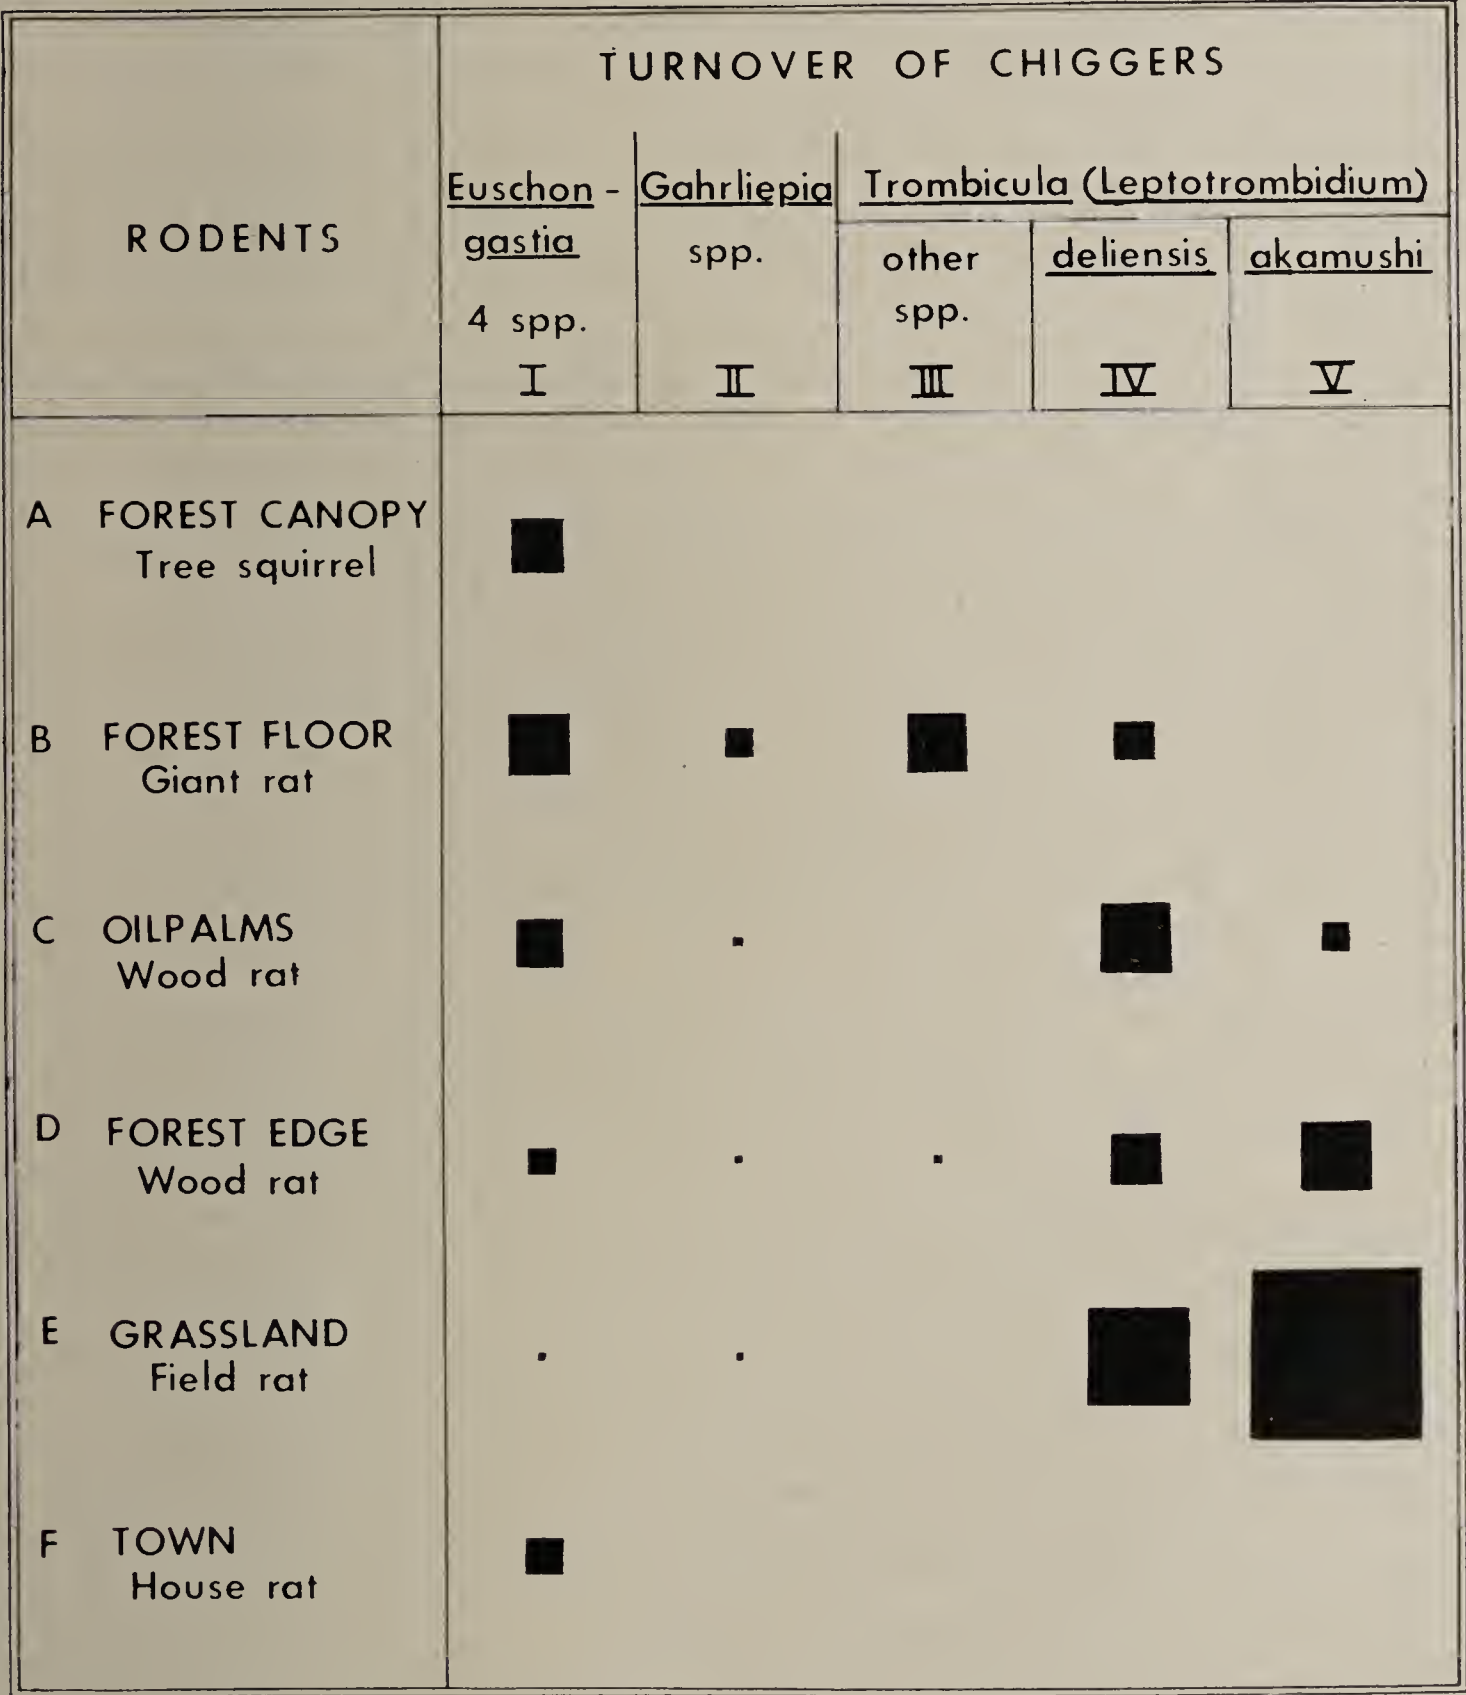 TURNOVER OF CHIGGERS
RODENTS
Euschon-
gastia
4 spp.
I
Gahrliepia
spp.
II
Trombicula (Leptotrombidium)
other
spp.
III
deliensis
IV
akamushi
V
A FOREST CANOPY
Tree squirrel
B FOREST FLOOR
Giant rat
C OILPALMS
Wood rat
D FOREST EDGE
Wood rat
E GRASSLAND
Field rat
F TOWN
House rat